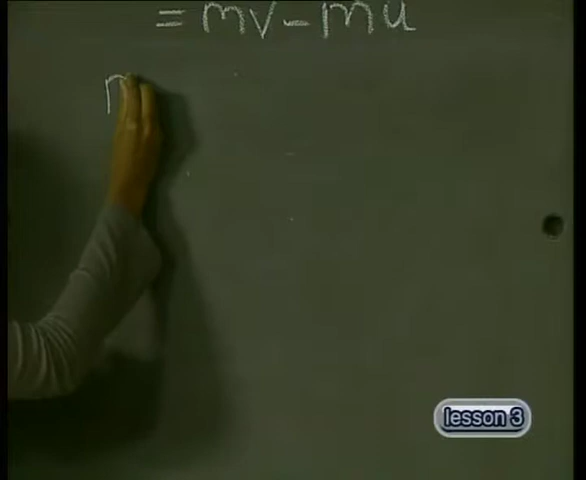 = mv - mu
lesson 3